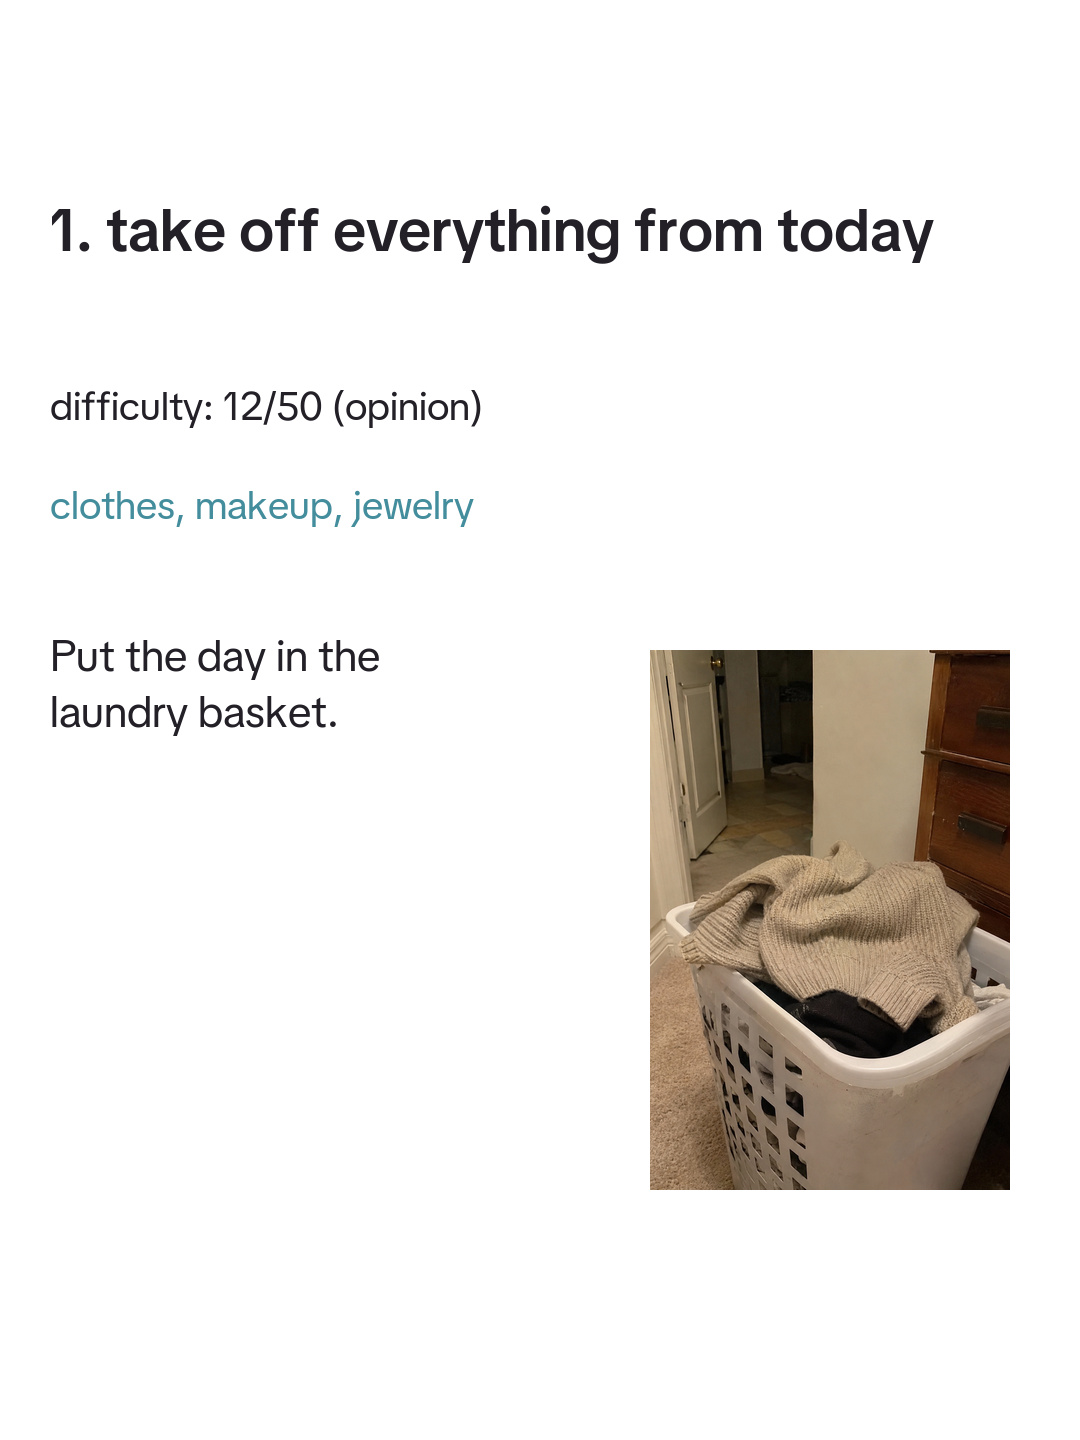 1. take off everything from today
difficulty: 12/50 (opinion)
clothes, makeup, jewelry
Put the day in the
laundry basket.